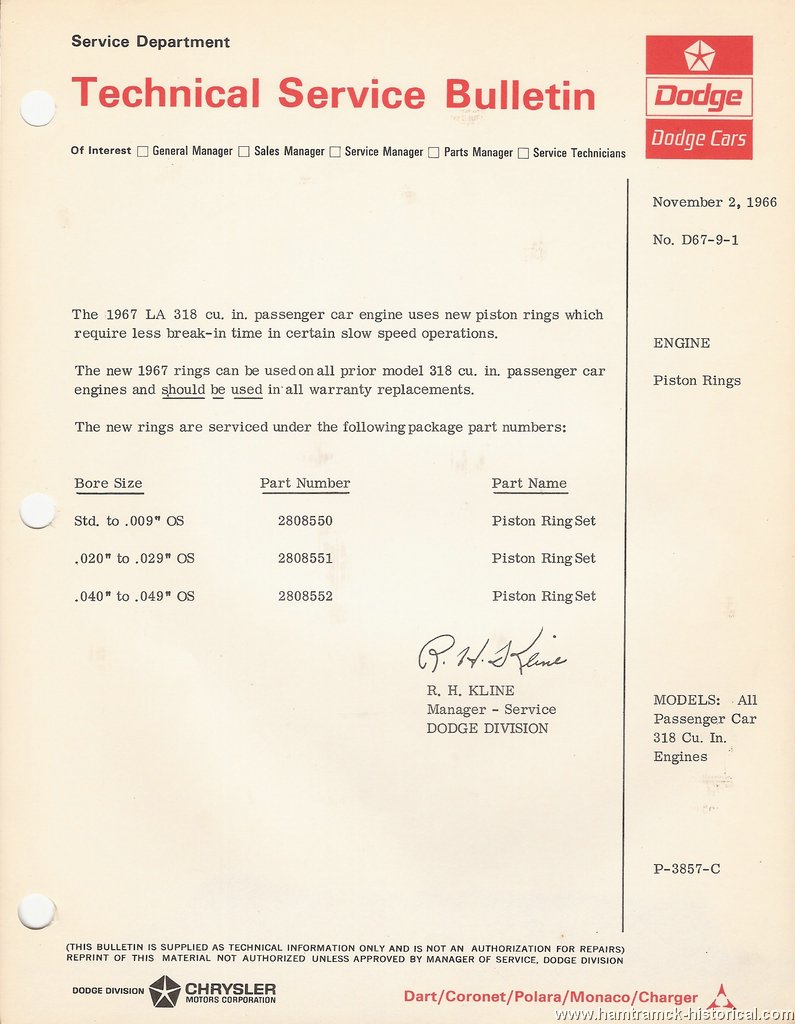 Service Department
Technical Service Bulletin
Dodge
Dodge Cars
Of Interest □ General Manager □ Sales Manager □ Service Manager □ Parts Manager □ Service Technicians
November 2, 1966
No. D67-9-1
The 1967 LA 318 cu. in. passenger car engine uses new piston rings which
require less break-in time in certain slow speed operations.
ENGINE
Piston Rings
The new 1967 rings can be used on all prior model 318 cu. in. passenger car
engines and should be used in all warranty replacements.
The new rings are serviced under the following package part numbers:
Bore Size Part Number Part Name
Std. to .009" OS 2808550 Piston Ring Set
.020" to .029" OS 2808551 Piston Ring Set
.040" to .049" OS 2808552 Piston Ring Set
R. H. Kline
R. H. KLINE
Manager - Service
DODGE DIVISION
MODELS: All
Passenger Car
318 Cu. In.
Engines
P-3857-C
(THIS BULLETIN IS SUPPLIED AS TECHNICAL INFORMATION ONLY AND IS NOT AN AUTHORIZATION FOR REPAIRS)
REPRINT OF THIS MATERIAL NOT AUTHORIZED UNLESS APPROVED BY MANAGER OF SERVICE, DODGE DIVISION
DODGE DIVISION CHRYSLER
MOTORS CORPORATION
Dart/Coronet/Polara/Monaco/Charger
www.hamtramck-historical.com